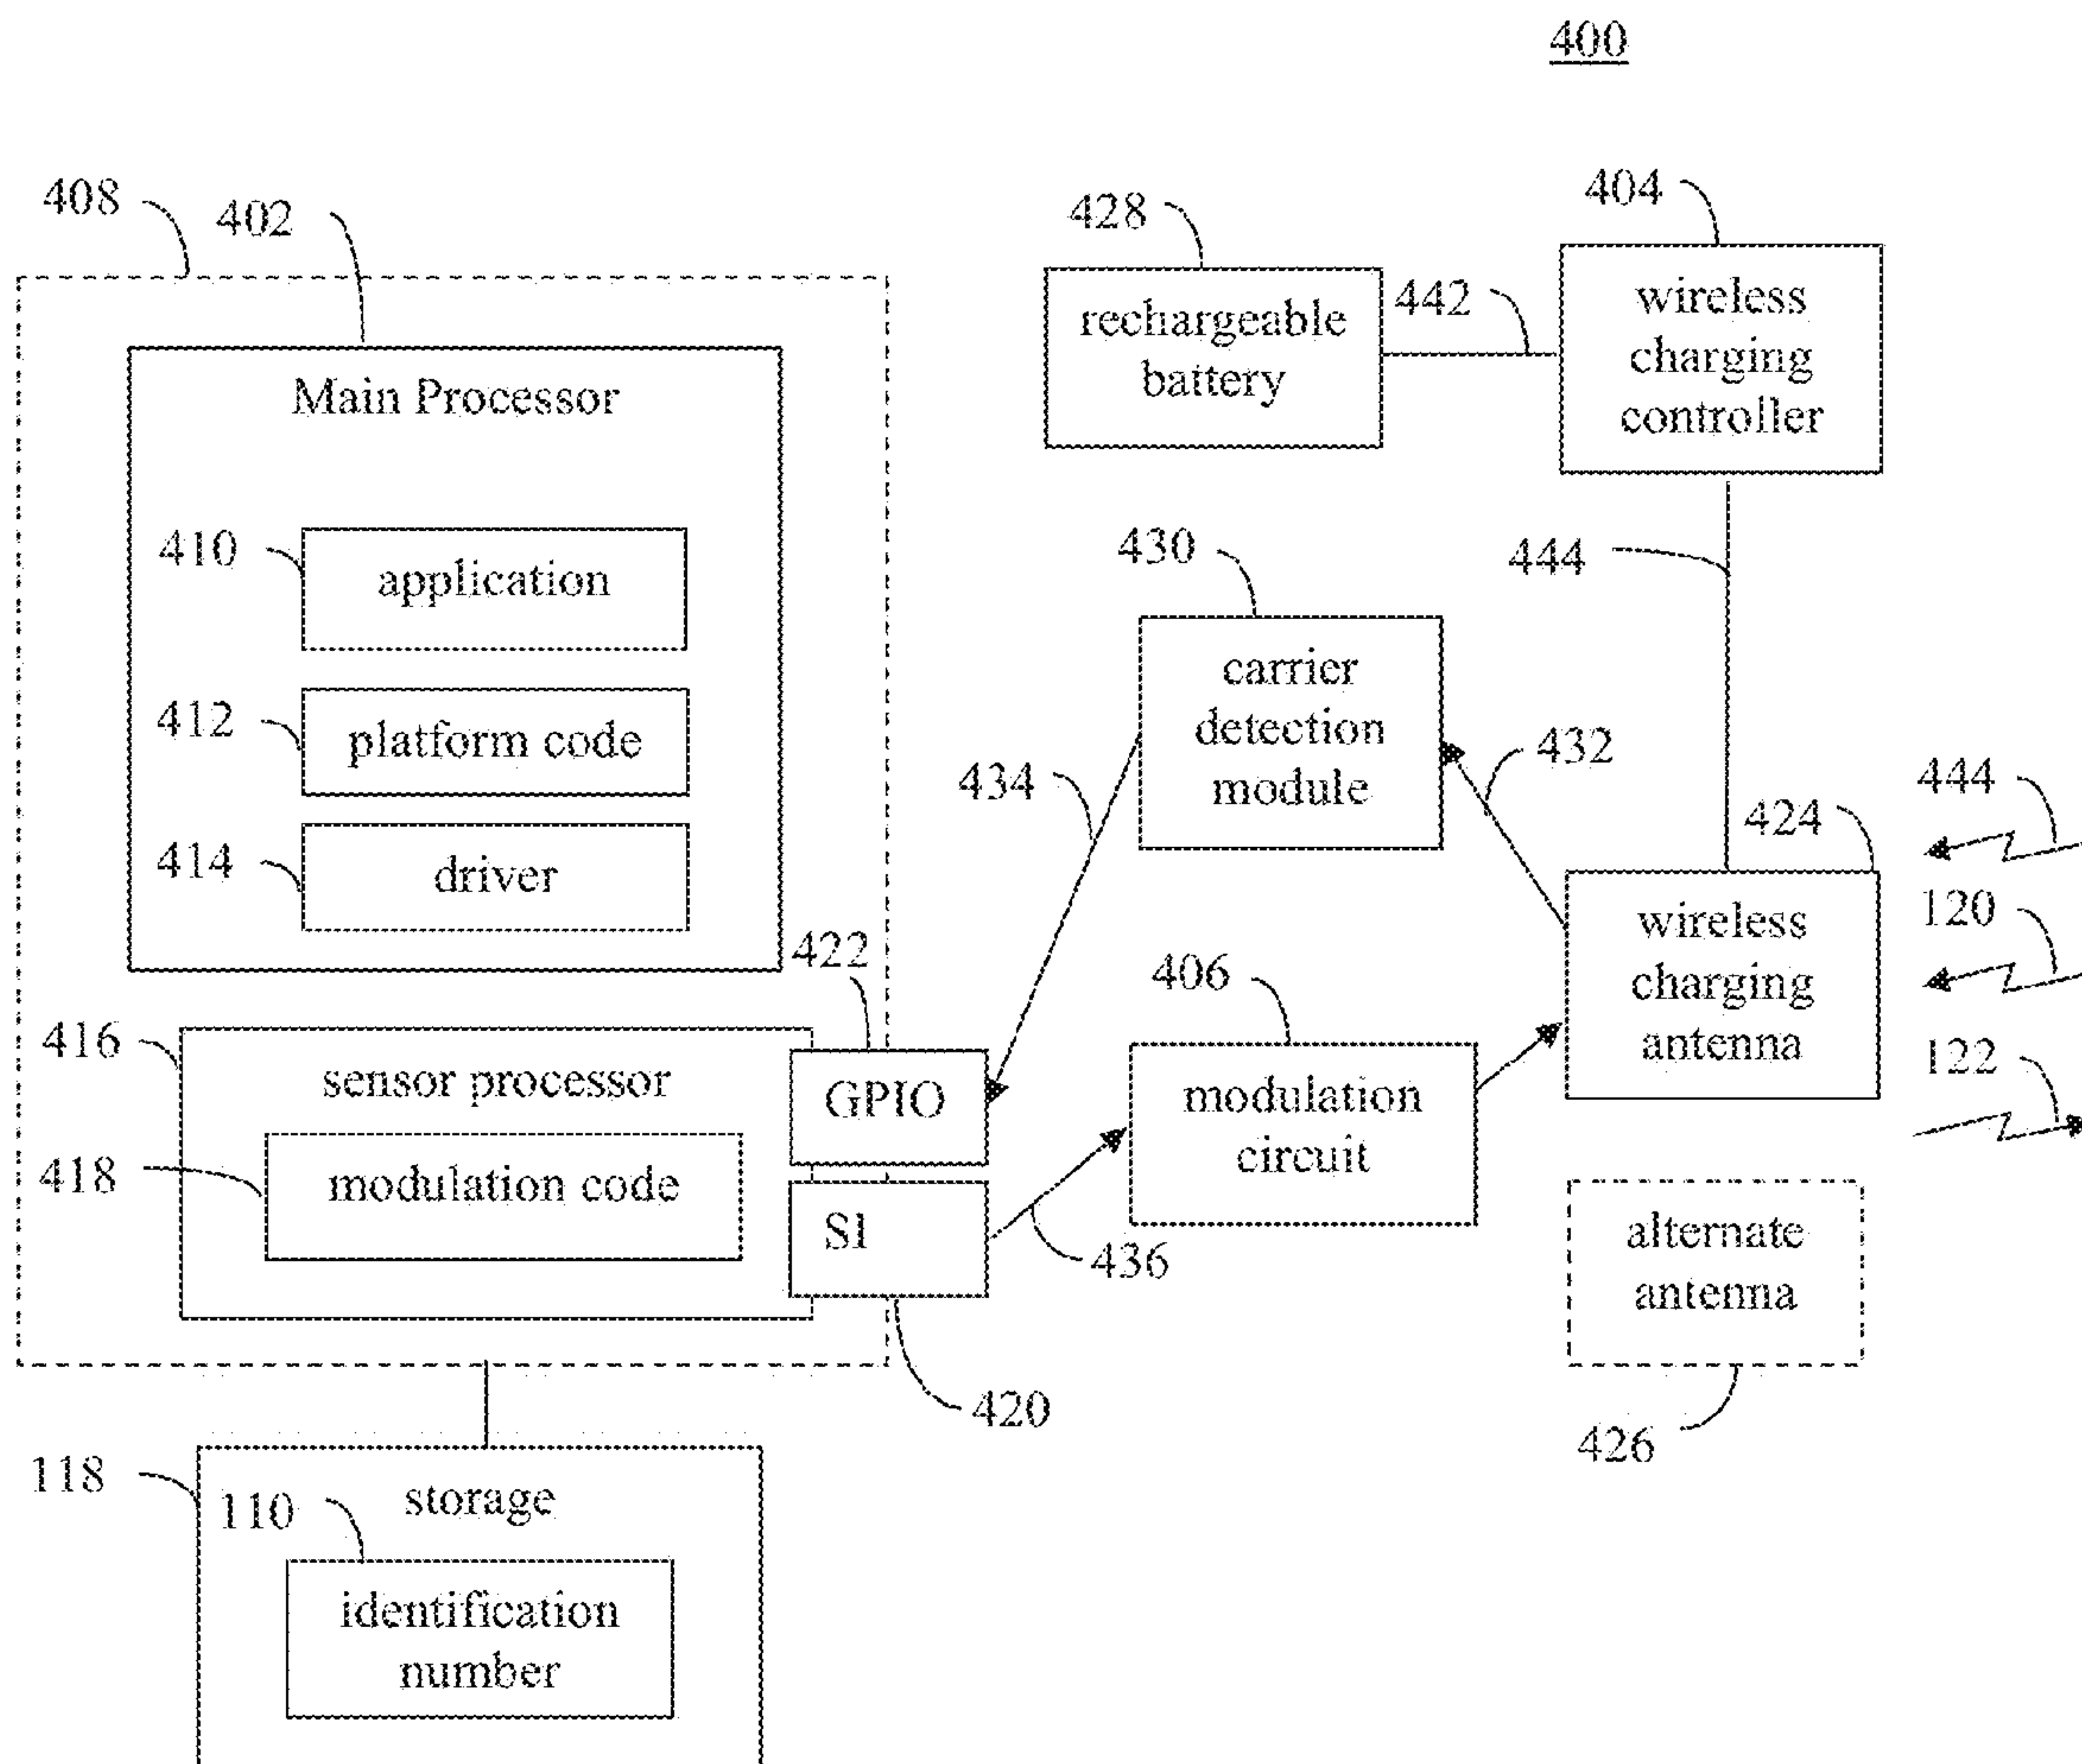 400
408
402
428
404
Main Processor
rechargeable
battery
442
wireless
charging
controller
410
application
430
444
412
platform code
carrier
detection
module
434
432
414
driver
424
444
422
wireless
charging
antenna
120
406
416
sensor processor
GPIO
modulation
circuit
122
418
modulation code
SI
436
alternate
antenna
420
426
118
storage
110
identification
number